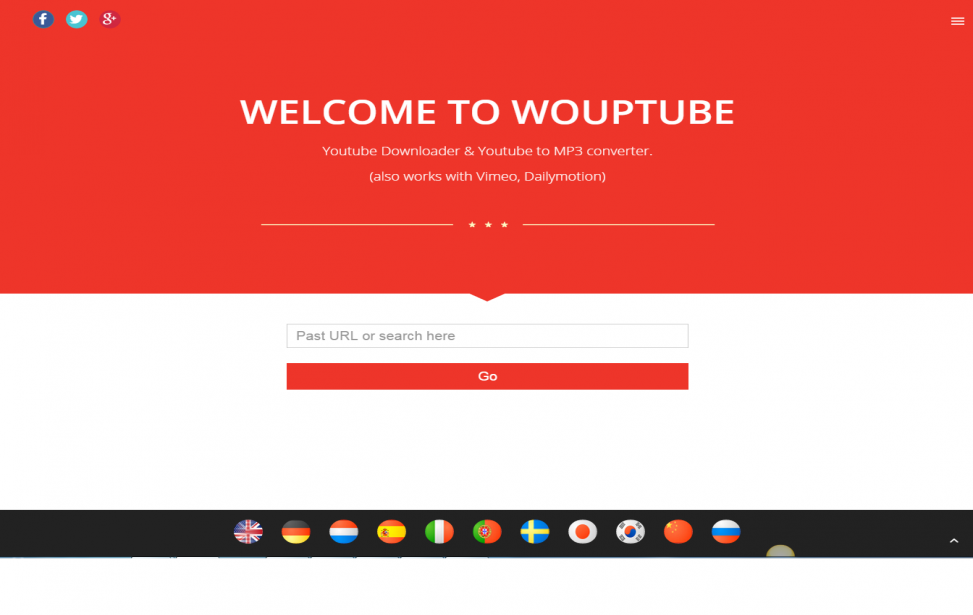 WELCOME TO WOUPTUBE
Youtube Downloader & Youtube to MP3 converter.
(also works with Vimeo, Dailymotion)
Past URL or search here
Go